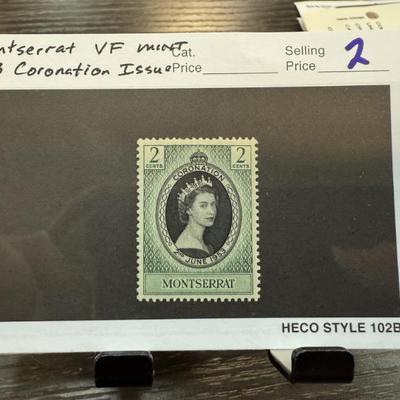 ntserrat VF MINT
3 Coronation Issue
Cat.
Price
Selling
Price 2
2 CENTS 2 CENTS
CORONATION
2ND JUNE 1953
MONTSERRAT
HECO STYLE 102B